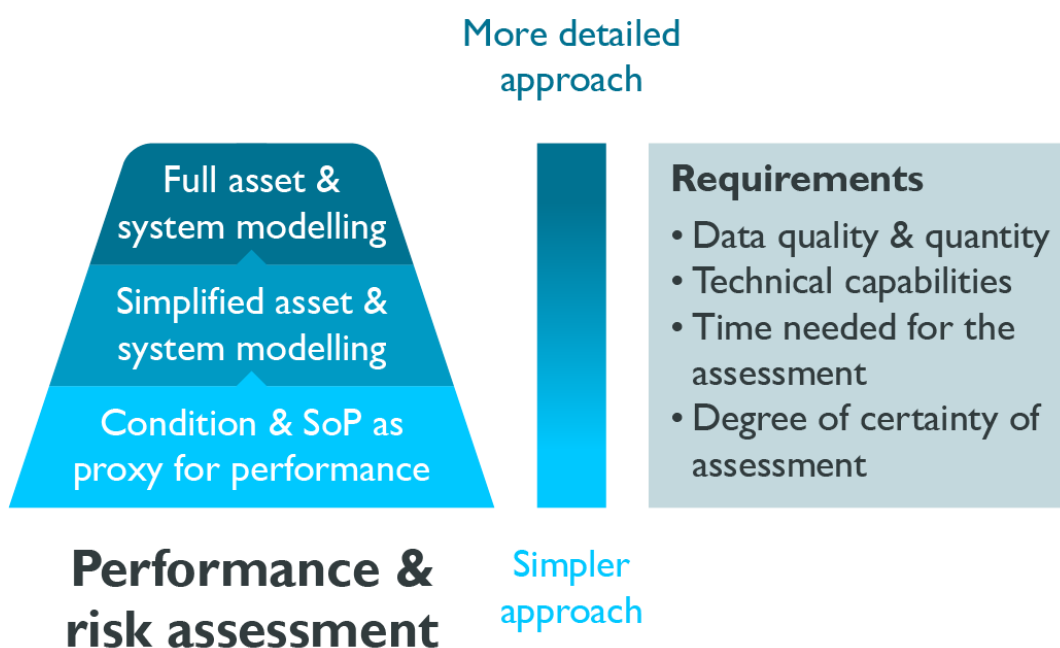 More detailed
approach
Full asset &
system modelling
Simplified asset &
system modelling
Condition & SoP as
proxy for performance
Performance &
risk assessment
Simpler
approach
Requirements
• Data quality & quantity
• Technical capabilities
• Time needed for the
assessment
• Degree of certainty of
assessment